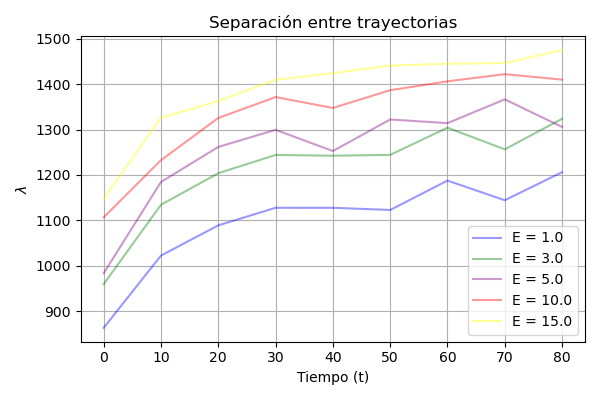 Separación entre trayectorias
1500
1400
1300
1200
1100
1000
900
λ
0 10 20 30 40 50 60 70 80
Tiempo (t)
E = 1.0
E = 3.0
E = 5.0
E = 10.0
E = 15.0